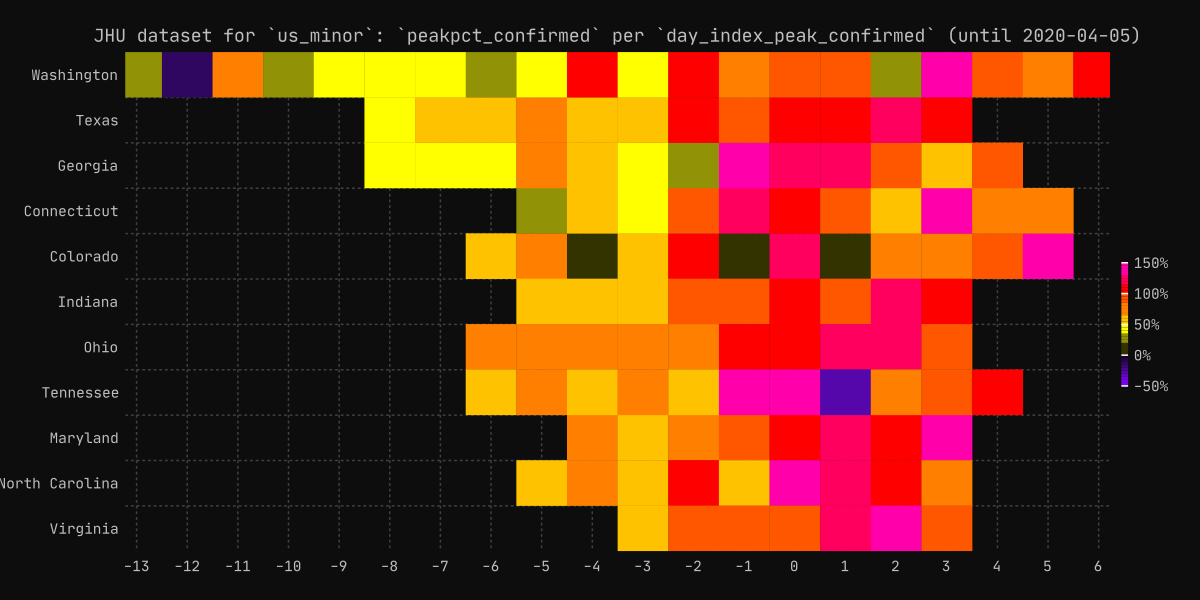 JHU dataset for `us_minor`: `peakpct_confirmed` per `day_index_peak_confirmed` (until 2020-04-05)
Washington
Texas
Georgia
Connecticut
Colorado
Indiana
Ohio
Tennessee
Maryland
North Carolina
Virginia
-13 -12 -11 -10 -9 -8 -7 -6 -5 -4 -3 -2 -1 0 1 2 3 4 5 6
150%
100%
50%
0%
-50%